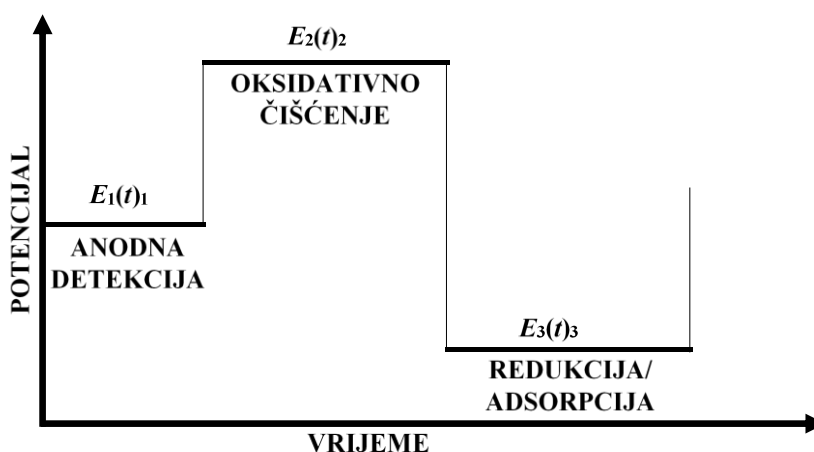 E₂(t)₂
OKSIDATIVNO
ČIŠĆENJE
E₁(t)₁
ANODNA
DETEKCIJA
POTENCIJAL
E₃(t)₃
REDUKCIJA/
ADSORPCIJA
VRIJEME